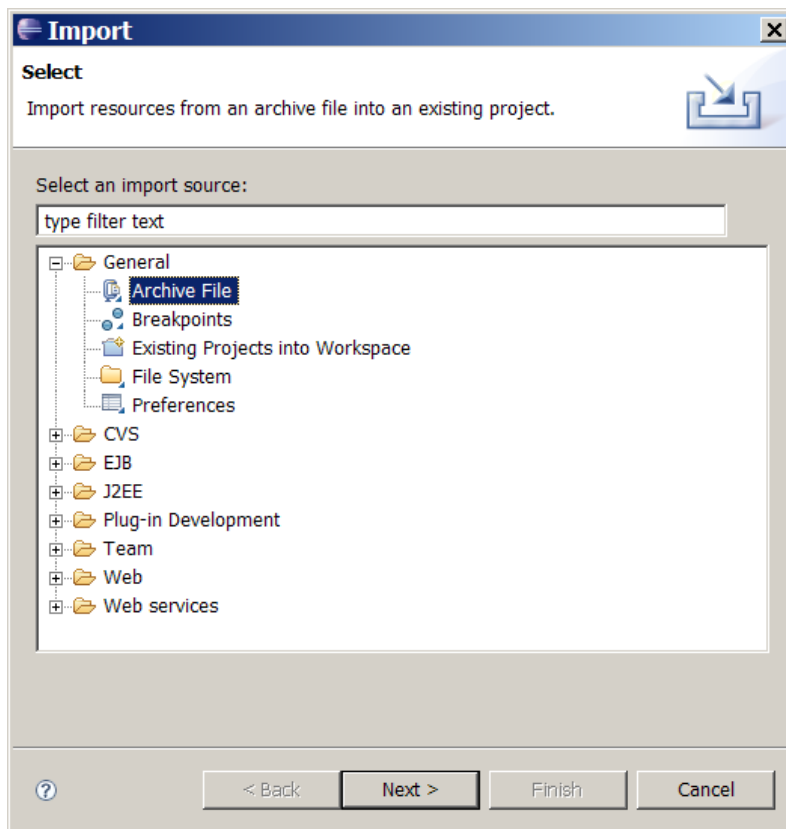 Import
Select
Import resources from an archive file into an existing project.
Select an import source:
type filter text
General
Archive File
Breakpoints
Existing Projects into Workspace
File System
Preferences
CVS
EJB
J2EE
Plug-in Development
Team
Web
Web services
? < Back Next > Finish Cancel